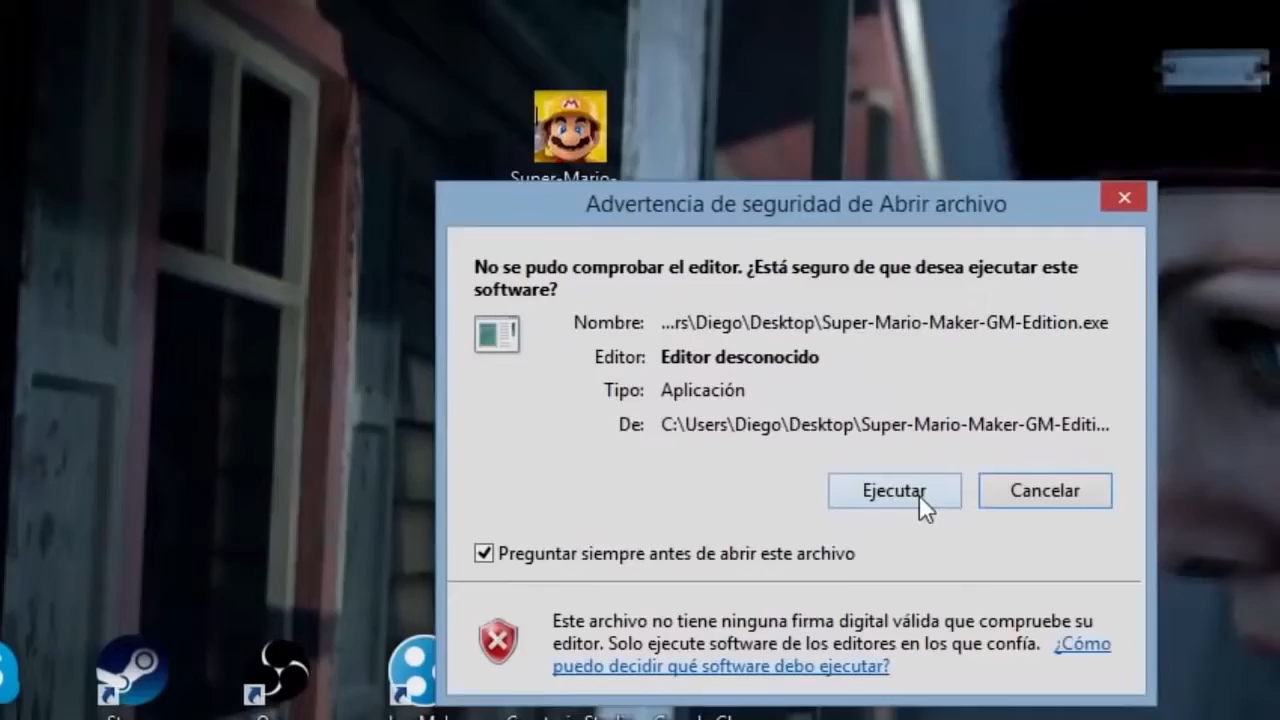 Super-Mario-
Advertencia de seguridad de Abrir archivo
No se pudo comprobar el editor. ¿Está seguro de que desea ejecutar este
software?
Nombre: ...rs\Diego\Desktop\Super-Mario-Maker-GM-Edition.exe
Editor: Editor desconocido
Tipo: Aplicación
De: C:\Users\Diego\Desktop\Super-Mario-Maker-GM-Editi...
Ejecutar Cancelar
Preguntar siempre antes de abrir este archivo
Este archivo no tiene ninguna firma digital válida que compruebe su
editor. Solo ejecute software de los editores en los que confía. ¿Cómo
puedo decidir qué software debo ejecutar?